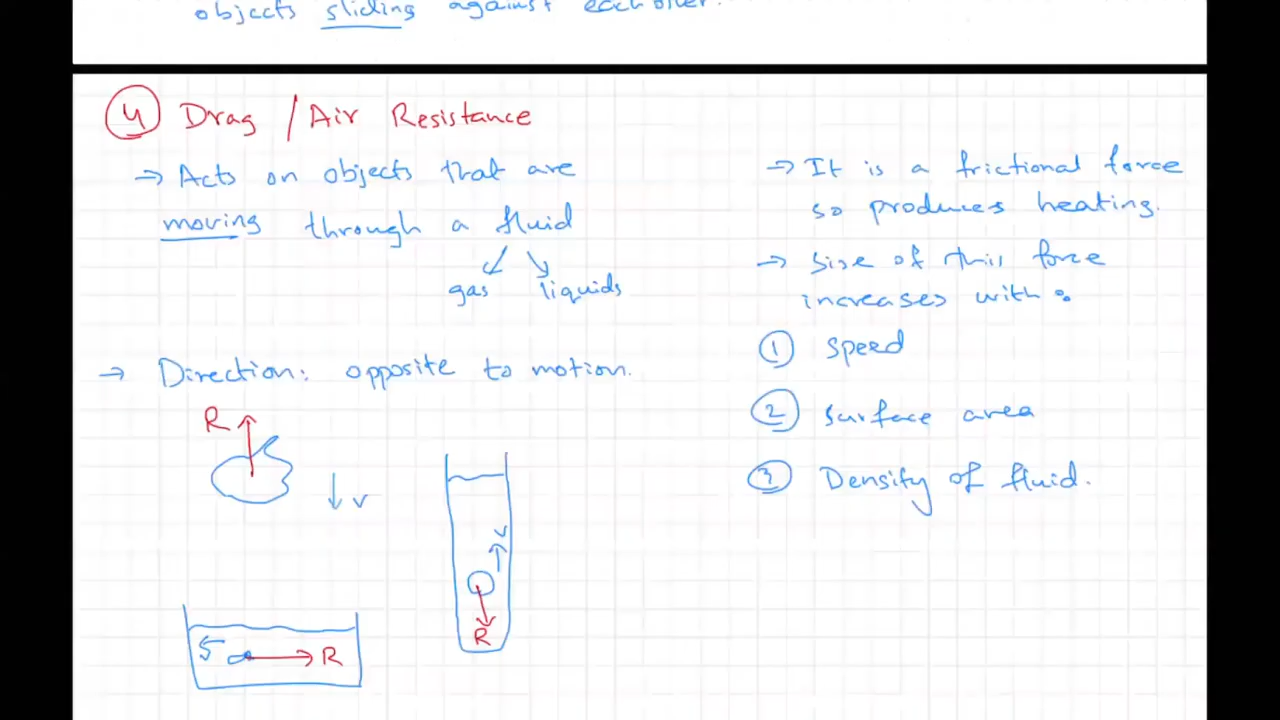 objects sliding against each other.
4 Drag / Air Resistance
→ Acts on objects that are
moving through a fluid
gas liquids
→ Direction: opposite to motion.
R
v
v
R
R
→ It is a frictional force
so produces heating.
→ Size of this force
increases with :
1 Speed
2 Surface area
3 Density of fluid.